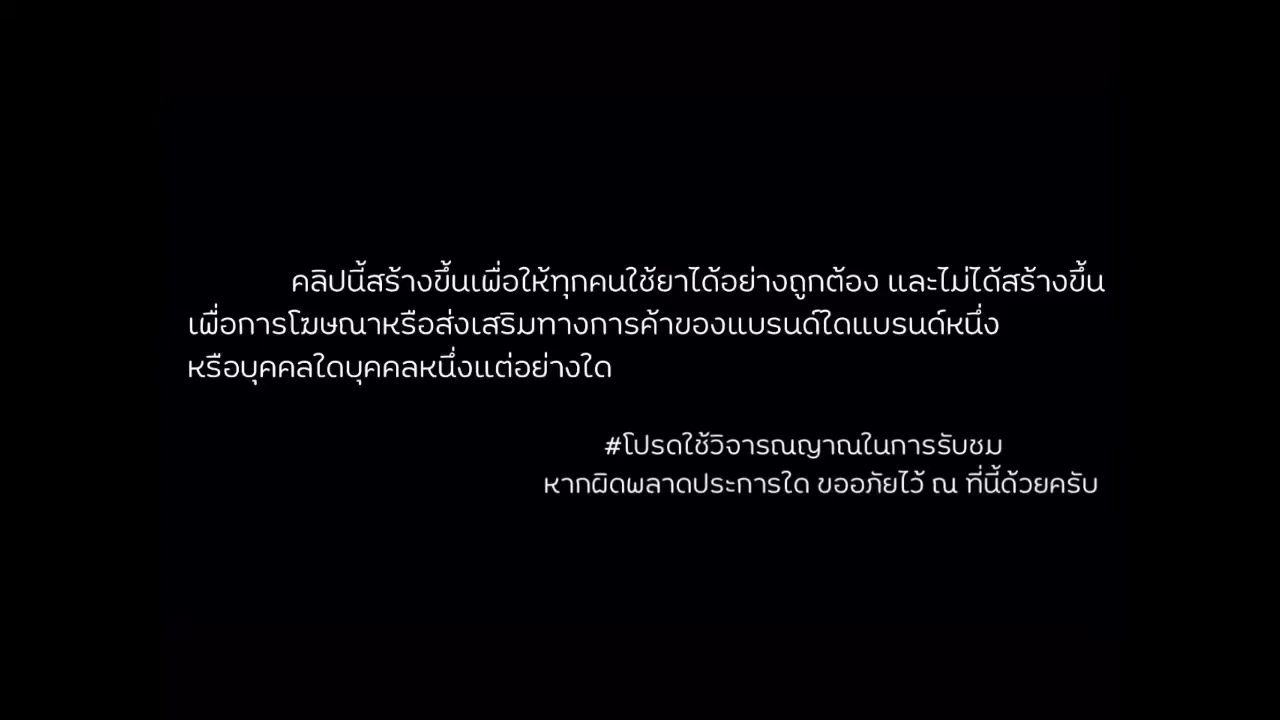 คลิปนี้สร้างขึ้นเพื่อให้ทุกคนใช้ยาได้อย่างถูกต้อง และไม่ได้สร้างขึ้น
เพื่อการโฆษณาหรือส่งเสริมทางการค้าของแบรนด์ใดแบรนด์หนึ่ง
หรือบุคคลใดบุคคลหนึ่งแต่อย่างใด
#โปรดใช้วิจารณญาณในการรับชม
หากผิดพลาดประการใด ขออภัยไว้ ณ ที่นี้ด้วยครับ